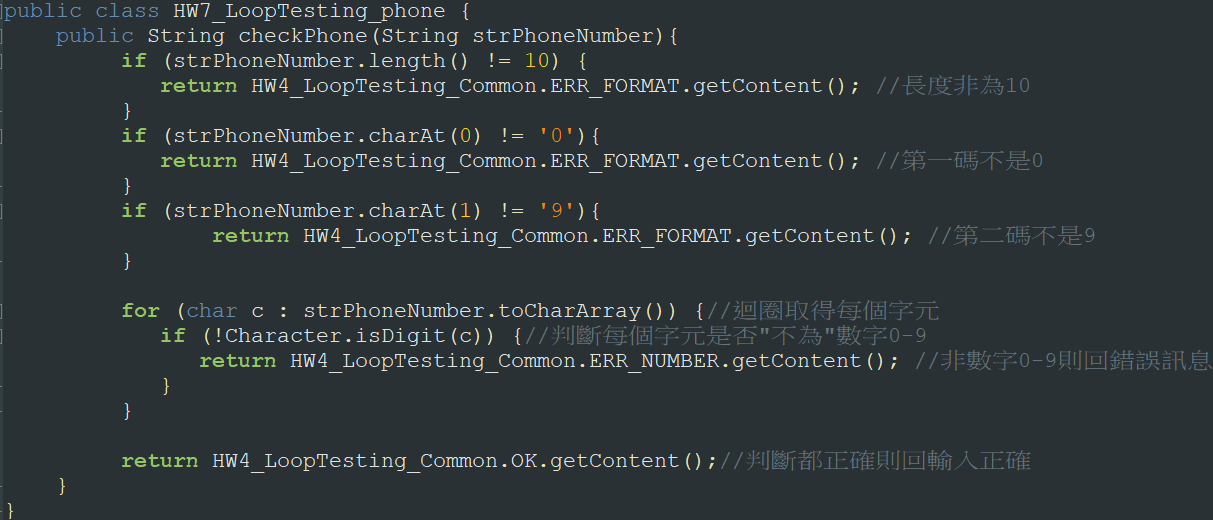 public class HW7_LoopTesting_phone {
public String checkPhone(String strPhoneNumber){
if (strPhoneNumber.length() != 10) {
return HW4_LoopTesting_Common.ERR_FORMAT.getContent(); //長度非為10
}
if (strPhoneNumber.charAt(0) != '0'){
return HW4_LoopTesting_Common.ERR_FORMAT.getContent(); //第一碼不是0
}
if (strPhoneNumber.charAt(1) != '9'){
return HW4_LoopTesting_Common.ERR_FORMAT.getContent(); //第二碼不是9
}
for (char c : strPhoneNumber.toCharArray()) {//迴圈取得每個字元
if (!Character.isDigit(c)) {//判斷每個字元是否"不為"數字0-9
return HW4_LoopTesting_Common.ERR_NUMBER.getContent(); //非數字0-9則回錯誤訊息
}
}
return HW4_LoopTesting_Common.OK.getContent();//判斷都正確則回輸入正確
}
}